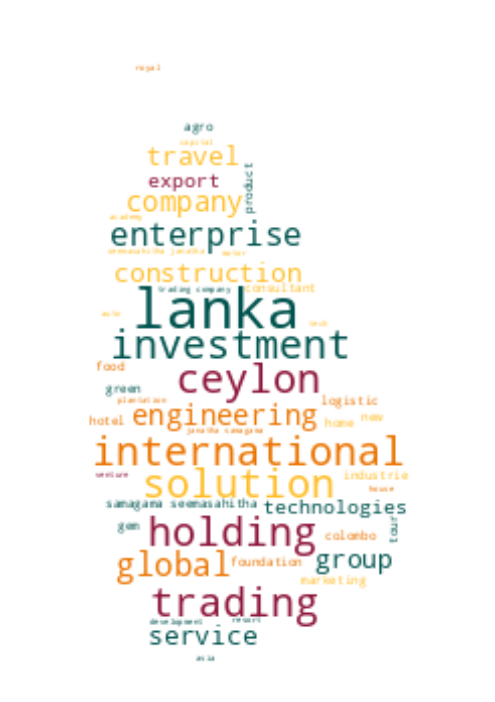 royal
agro
capital
travel
export
product
company
academy
enterprise
seemasahitha janatha motor
construction
trading company consultant
lanka
auto tech
investment
food ceylon
green
plantation logistic
hotel engineering home new
janatha samagama
international
venture solution industrie
house
samagama seemasahitha technologies
gem holding colombo tour
global foundation group
marketing
trading
development resort
service
asia